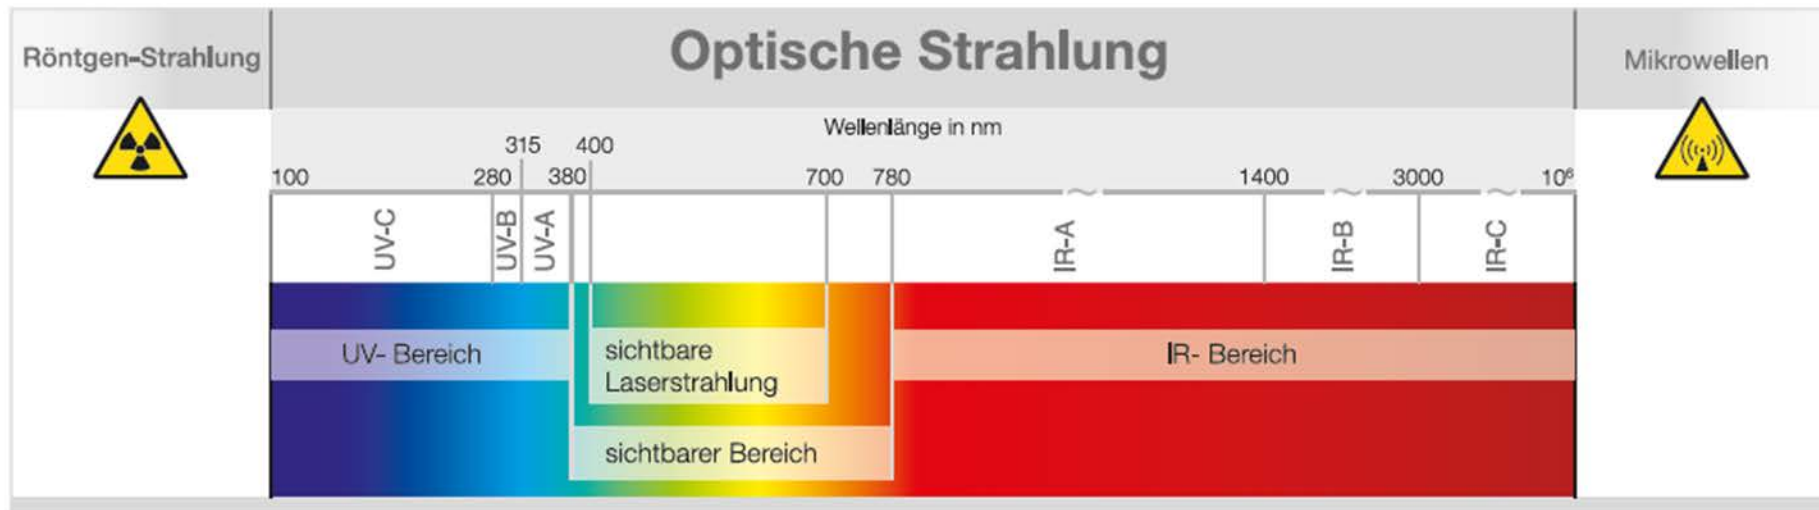 Röntgen-Strahlung
Optische Strahlung
Mikrowellen
Wellenlänge in nm
315
400
100
280
380
700
780
1400
3000
10⁶
UV-C
UV-B
UV-A
IR-A
IR-B
IR-C
UV- Bereich
sichtbare
Laserstrahlung
IR- Bereich
sichtbarer Bereich